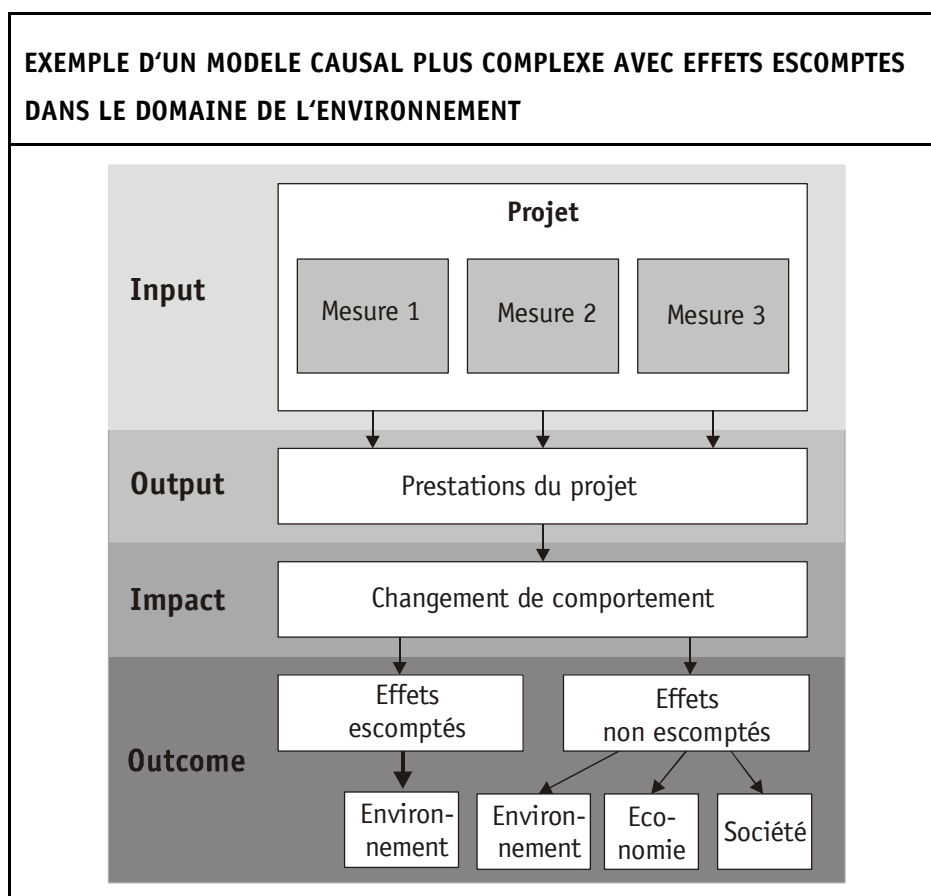 EXEMPLE D‘UN MODELE CAUSAL PLUS COMPLEXE AVEC EFFETS ESCOMPTES
DANS LE DOMAINE DE L‘ENVIRONNEMENT
Projet
Input
Mesure 1
Mesure 2
Mesure 3
Output
Prestations du projet
Impact
Changement de comportement
Outcome
Effets
escomptés
Effets
non escomptés
Environ-
nement
Environ-
nement
Eco-
nomie
Société